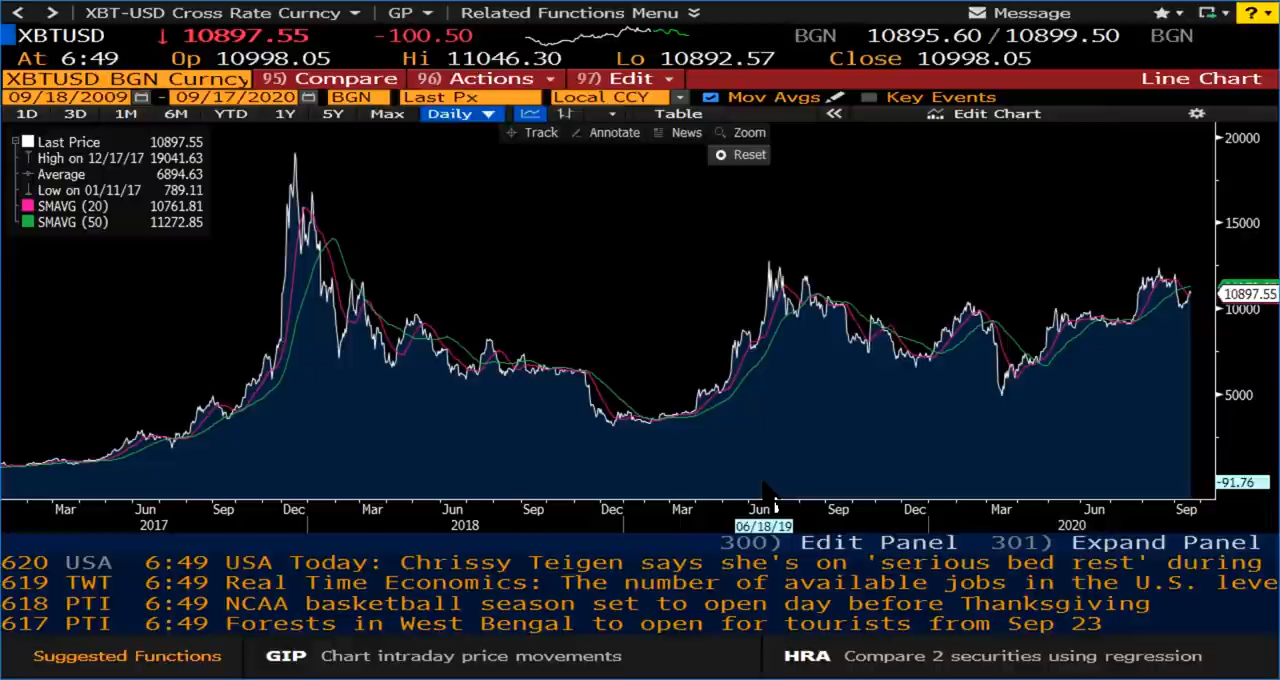 < > XBT-USD Cross Rate Curncy GP Related Functions Menu Message ?
XBTUSD ↓ 10897.55 -100.50 BGN 10895.60/10899.50 BGN
At 6:49 Op 10998.05 Hi 11046.30 Lo 10892.57 Close 10998.05
XBTUSD BGN Curncy 95) Compare 96) Actions 97) Edit Line Chart
09/18/2009 - 09/17/2020 BGN Last Px Local CCY Mov Avgs Key Events
1D 3D 1M 6M YTD 1Y 5Y Max Daily ▼ Table « Edit Chart
Track Annotate News Zoom
Reset
Last Price 10897.55
High on 12/17/17 19041.63
Average 6894.63
Low on 01/11/17 789.11
SMAVG (20) 10761.81
SMAVG (50) 11272.85
20000
15000
10897.55
10000
5000
-91.76
Mar Jun Sep Dec Mar Jun Sep Dec Mar Jun Sep Dec Mar Jun Sep
2017 2018 06/18/19 2020
300) Edit Panel 301) Expand Panel
620 USA 6:49 USA Today: Chrissy Teigen says she's on 'serious bed rest' during
619 TWT 6:49 Real Time Economics: The number of available jobs in the U.S. leve
618 PTI 6:49 NCAA basketball season set to open day before Thanksgiving
617 PTI 6:49 Forests in West Bengal to open for tourists from Sep 23
Suggested Functions GIP Chart intraday price movements HRA Compare 2 securities using regression